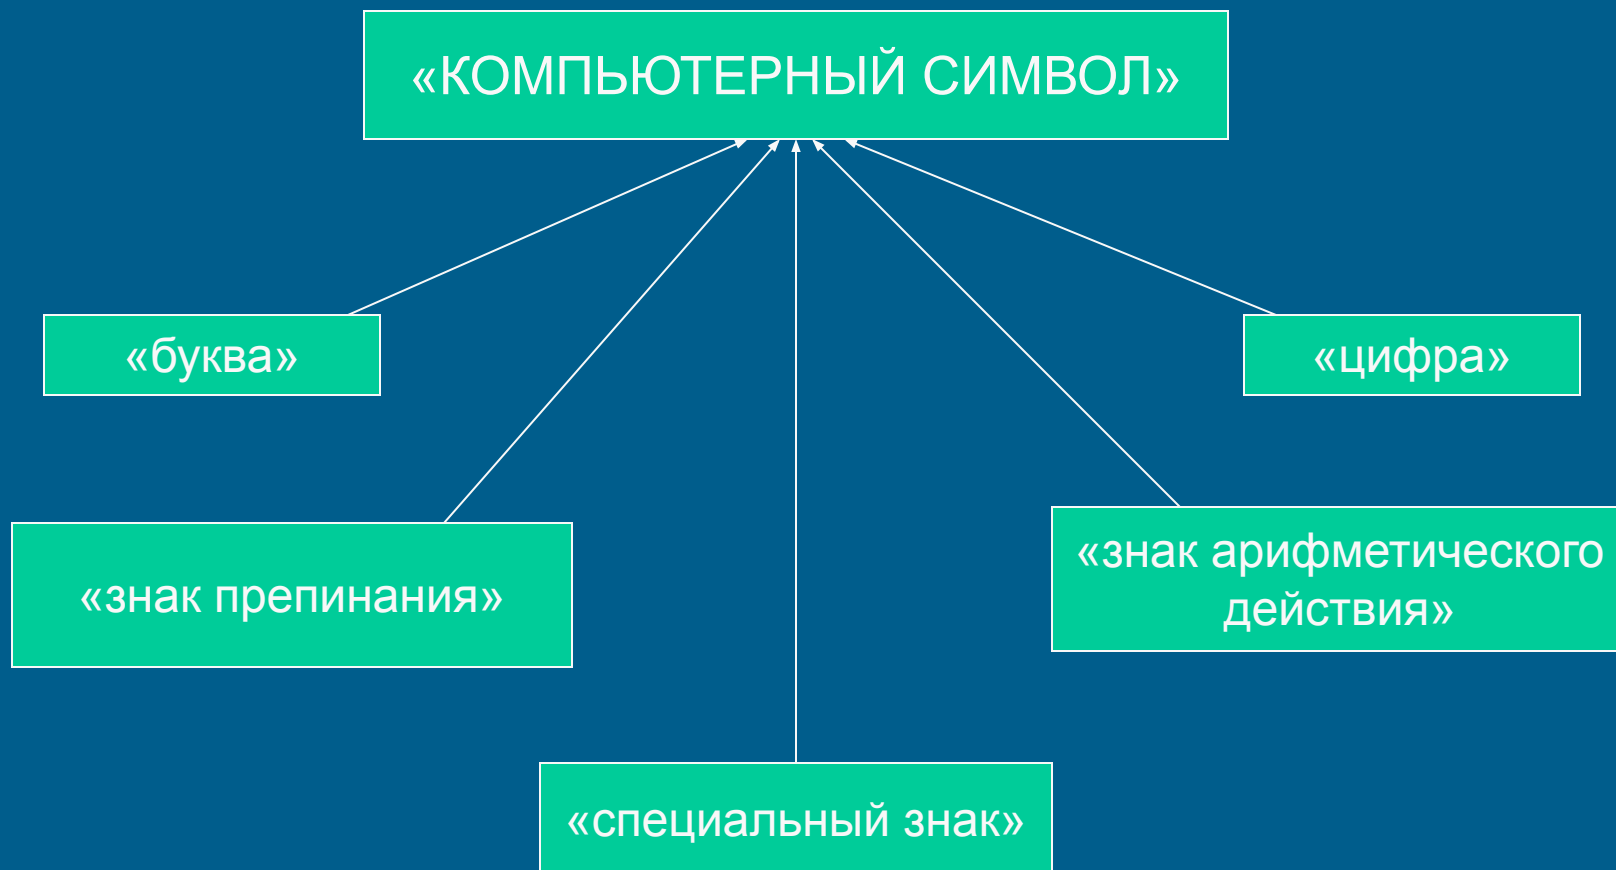 «КОМПЬЮТЕРНЫЙ СИМВОЛ»
«буква»
«цифра»
«знак препинания»
«знак арифметического
действия»
«специальный знак»